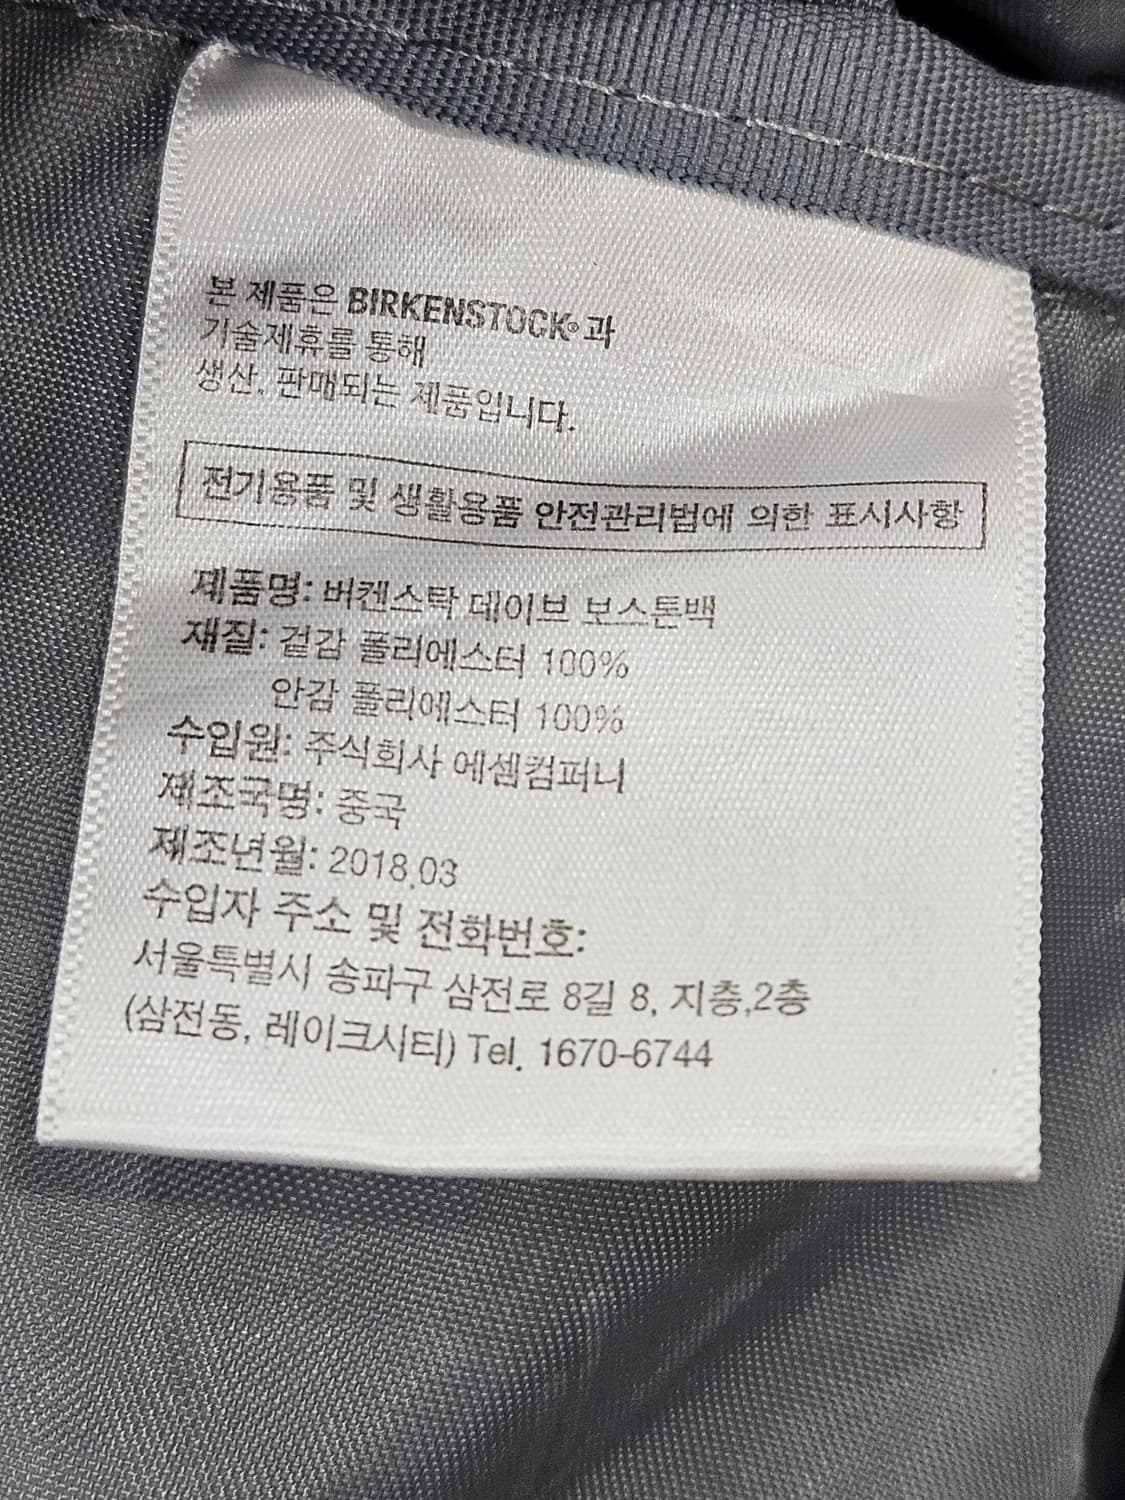 본 제품은 BIRKENSTOCK® 과
기술제휴를 통해
생산, 판매되는 제품입니다.
전기용품 및 생활용품 안전관리법에 의한 표시사항
제품명: 버켄스탁 데이브 보스톤백
재질: 겉감 폴리에스터 100%
안감 폴리에스터 100%
수입원: 주식회사 에셈컴퍼니
제조국명: 중국
제조년월: 2018.03
수입자 주소 및 전화번호:
서울특별시 송파구 삼전로 8길 8, 지층,2층
(삼전동, 레이크시티) Tel. 1670-6744